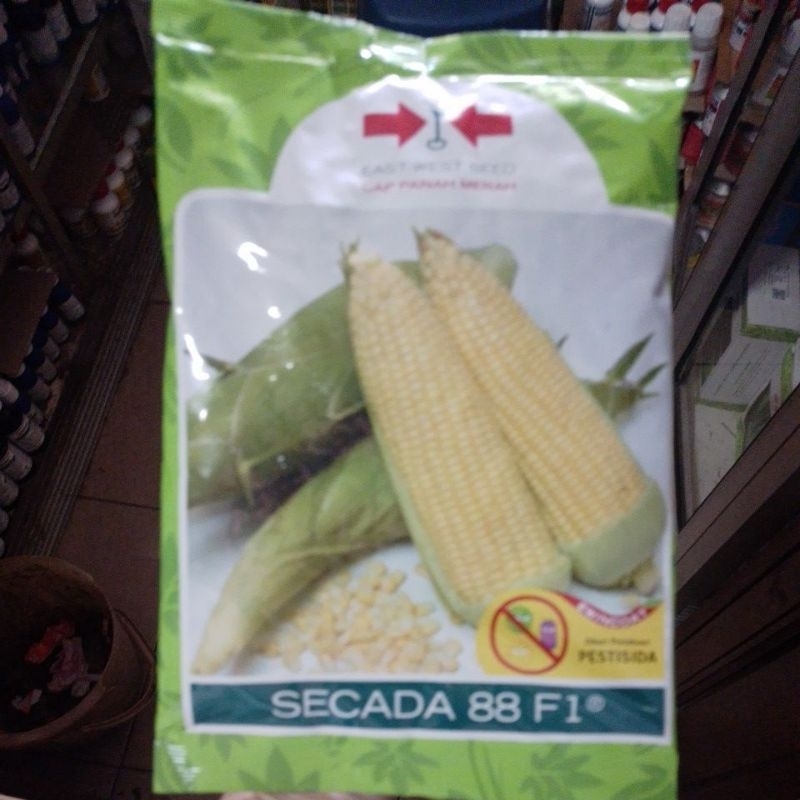 EAST-WEST SEED
CAP PANAH MERAH
PESTISIDA
SECADA 88 F1®